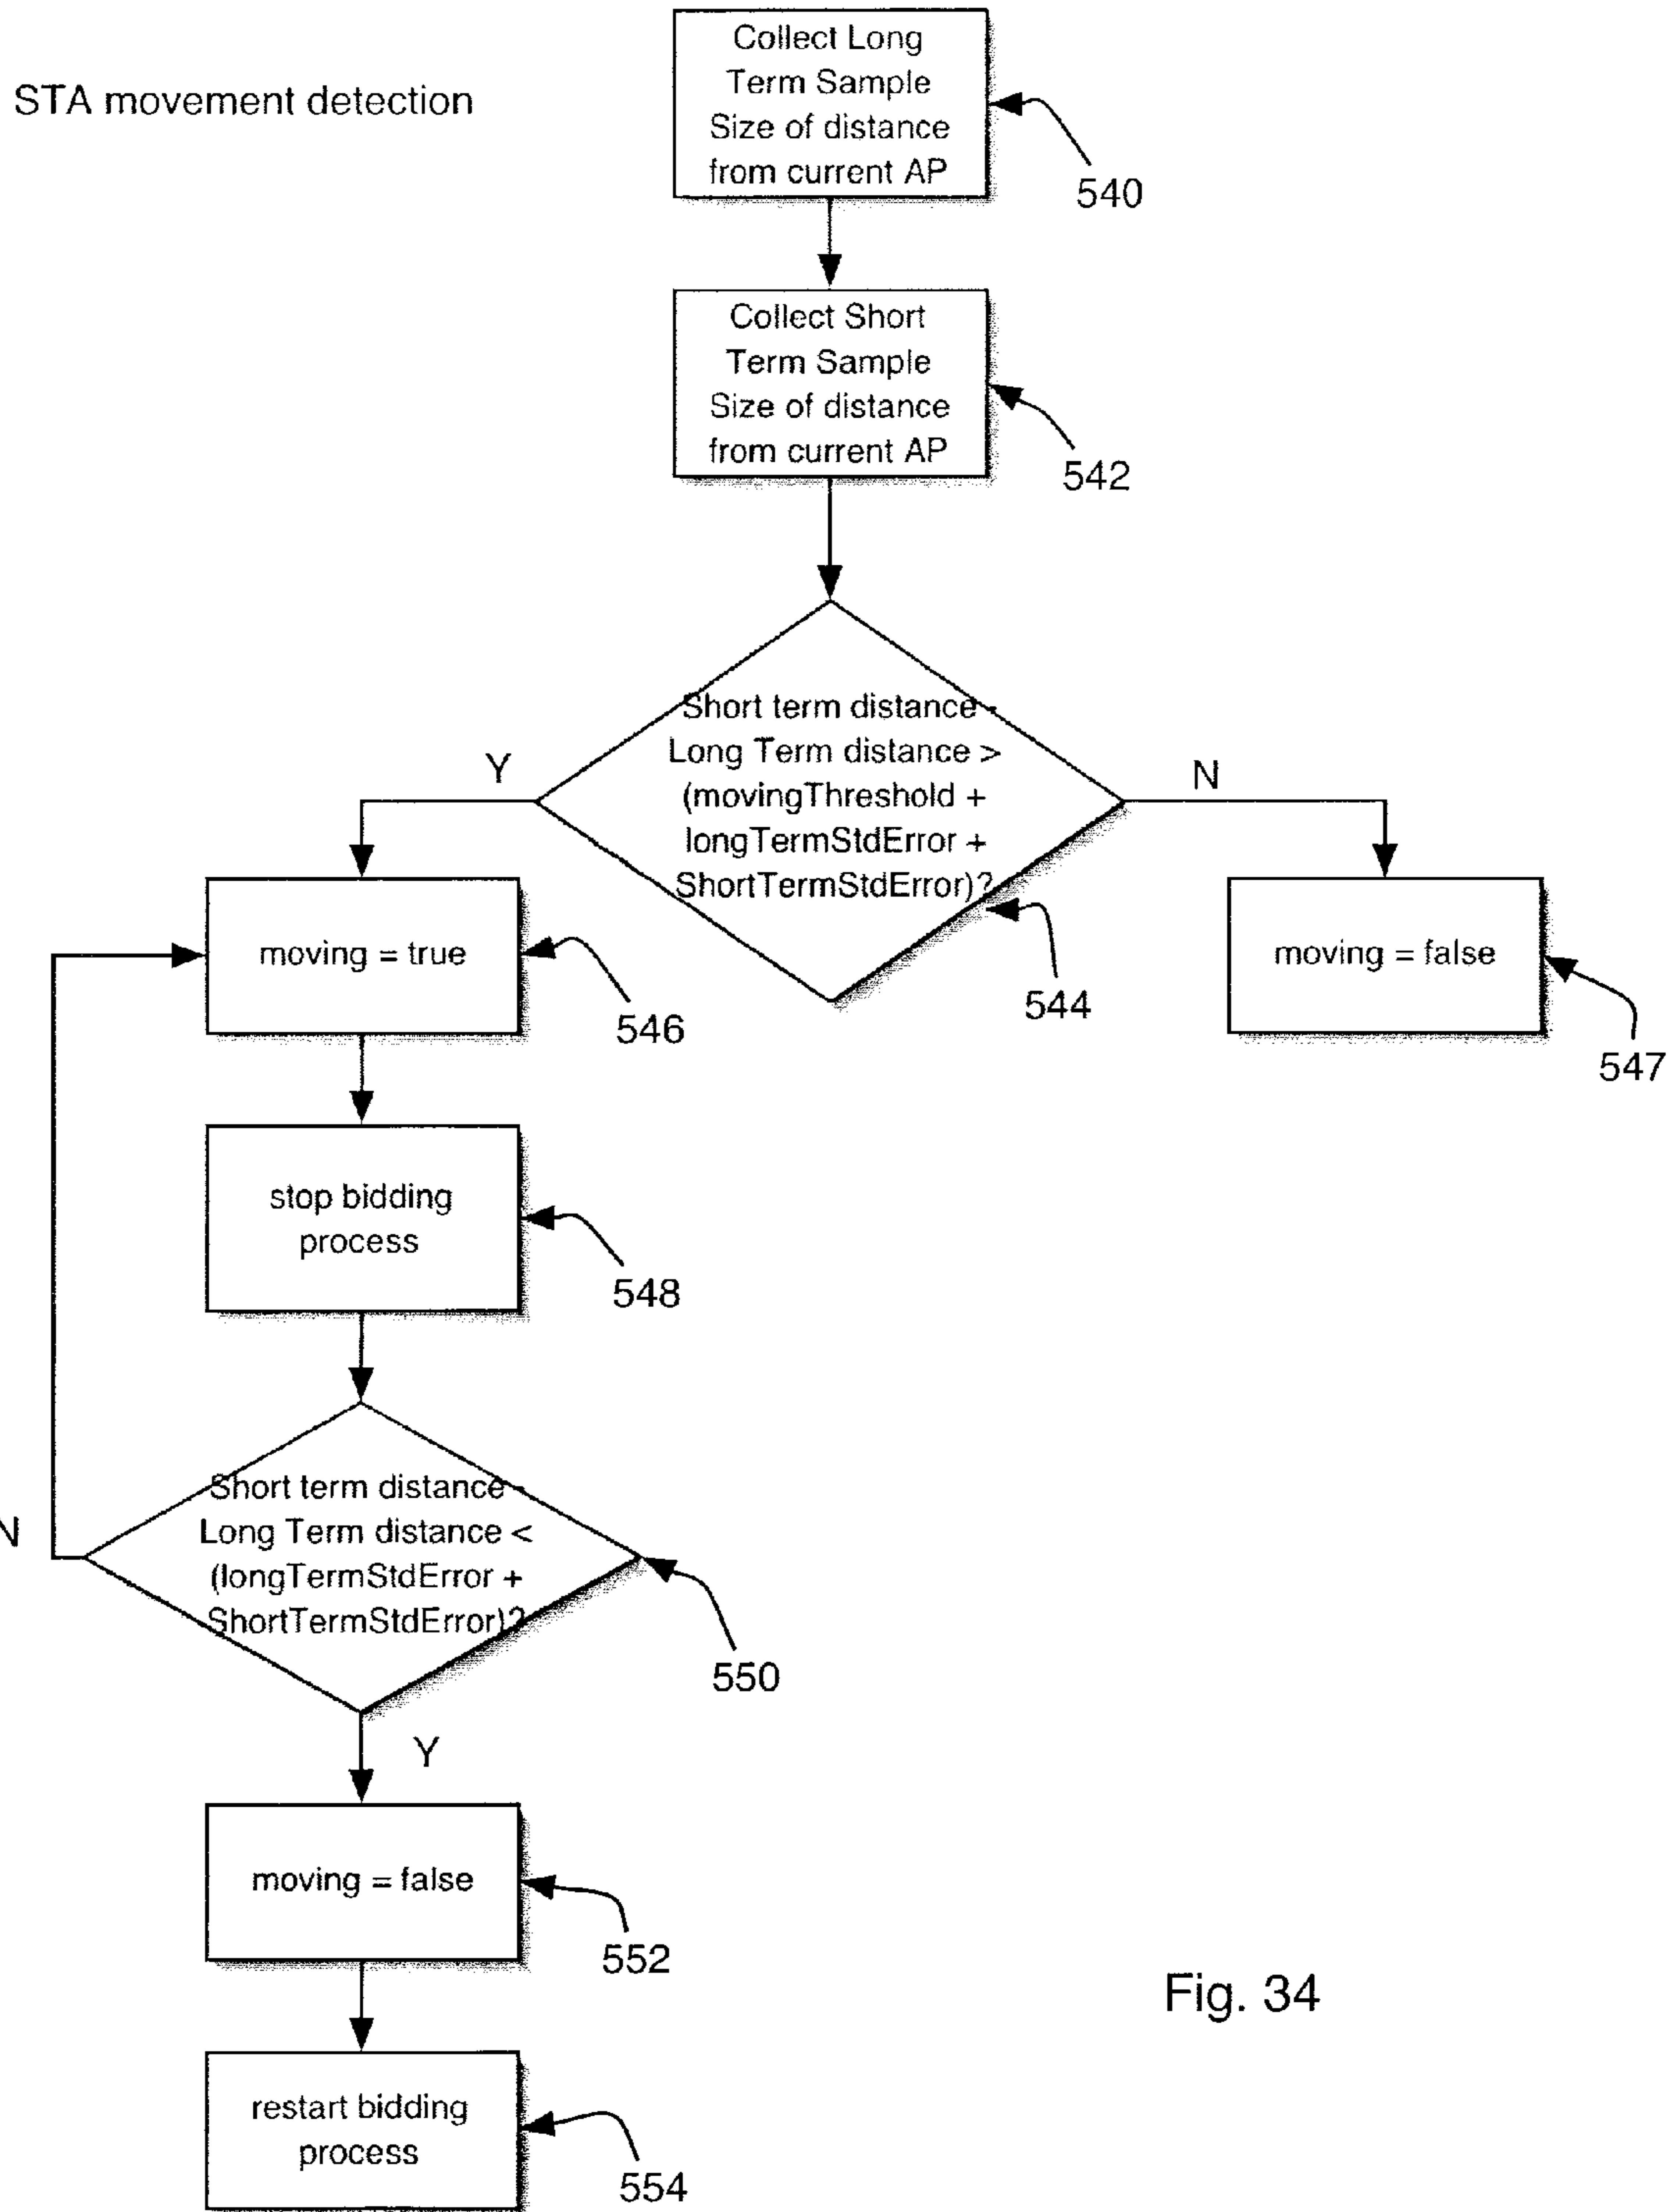 STA movement detection
Collect Long
Term Sample
Size of distance
from current AP
540
Collect Short
Term Sample
Size of distance
from current AP
542
Short term distance -
Long Term distance >
(movingThreshold +
longTermStdError +
ShortTermStdError)?
Y
N
544
moving = true
546
moving = false
547
stop bidding
process
548
Short term distance -
Long Term distance <
(longTermStdError +
ShortTermStdError)?
N
550
Y
moving = false
552
restart bidding
process
554
Fig. 34